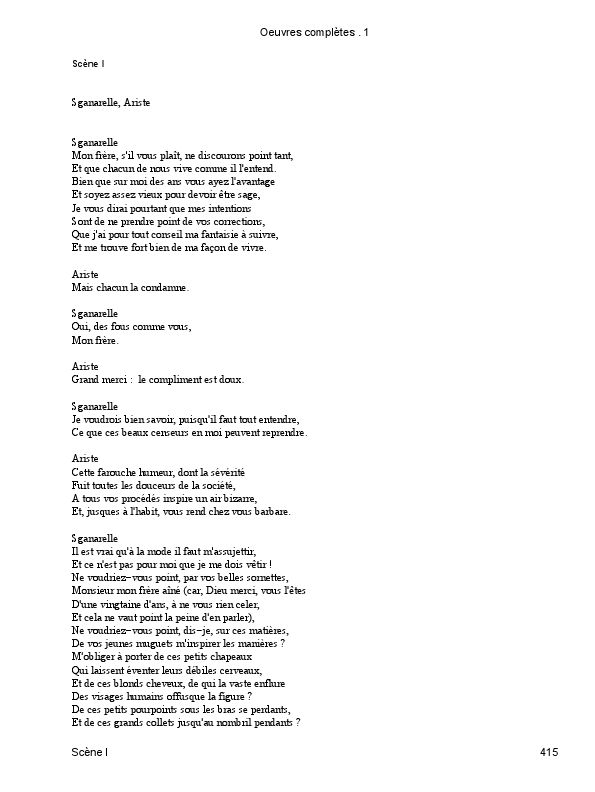 Oeuvres complètes . 1
Scène I
Sganarelle, Ariste
Sganarelle
Mon frère, s'il vous plaît, ne discourons point tant,
Et que chacun de nous vive comme il l'entend.
Bien que sur moi des ans vous ayez l'avantage
Et soyez assez vieux pour devoir être sage,
Je vous dirai pourtant que mes intentions
Sont de ne prendre point de vos corrections,
Que j'ai pour tout conseil ma fantaisie à suivre,
Et me trouve fort bien de ma façon de vivre.
Ariste
Mais chacun la condamne.
Sganarelle
Oui, des fous comme vous,
Mon frère.
Ariste
Grand merci : le compliment est doux.
Sganarelle
Je voudrois bien savoir, puisqu'il faut tout entendre,
Ce que ces beaux censeurs en moi peuvent reprendre.
Ariste
Cette farouche humeur, dont la sévérité
Fuit toutes les douceurs de la société,
A tous vos procédés inspire un air bizarre,
Et, jusques à l'habit, vous rend chez vous barbare.
Sganarelle
Il est vrai qu'à la mode il faut m'assujettir,
Et ce n'est pas pour moi que je me dois vêtir !
Ne voudriez-vous point, par vos belles sornettes,
Monsieur mon frère aîné (car, Dieu merci, vous l'êtes
D'une vingtaine d'ans, à ne vous rien celer,
Et cela ne vaut point la peine d'en parler),
Ne voudriez-vous point, dis-je, sur ces matières,
De vos jeunes muguets m'inspirer les manières ?
M'obliger à porter de ces petits chapeaux
Qui laissent éventer leurs débiles cerveaux,
Et de ces blonds cheveux, de qui la vaste enflure
Des visages humains offusque la figure ?
De ces petits pourpoints sous les bras se perdants,
Et de ces grands collets jusqu'au nombril pendants ?
Scène I
415